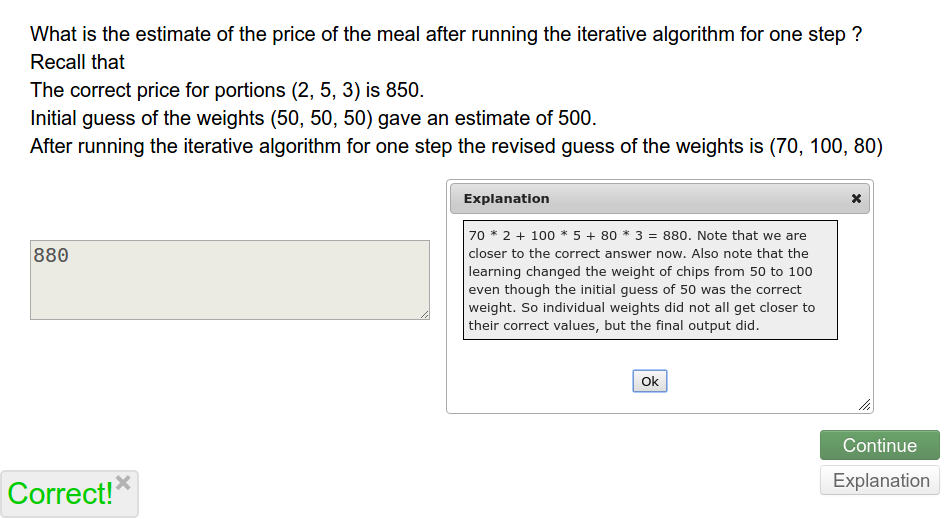 What is the estimate of the price of the meal after running the iterative algorithm for one step ?
Recall that
The correct price for portions (2, 5, 3) is 850.
Initial guess of the weights (50, 50, 50) gave an estimate of 500.
After running the iterative algorithm for one step the revised guess of the weights is (70, 100, 80)
880
Explanation ×
70 * 2 + 100 * 5 + 80 * 3 = 880. Note that we are
closer to the correct answer now. Also note that the
learning changed the weight of chips from 50 to 100
even though the initial guess of 50 was the correct
weight. So individual weights did not all get closer to
their correct values, but the final output did.
Ok
Continue
Explanation
Correct! ×